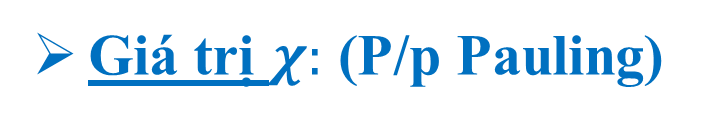 ➢ Giá trị χ: (P/p Pauling)